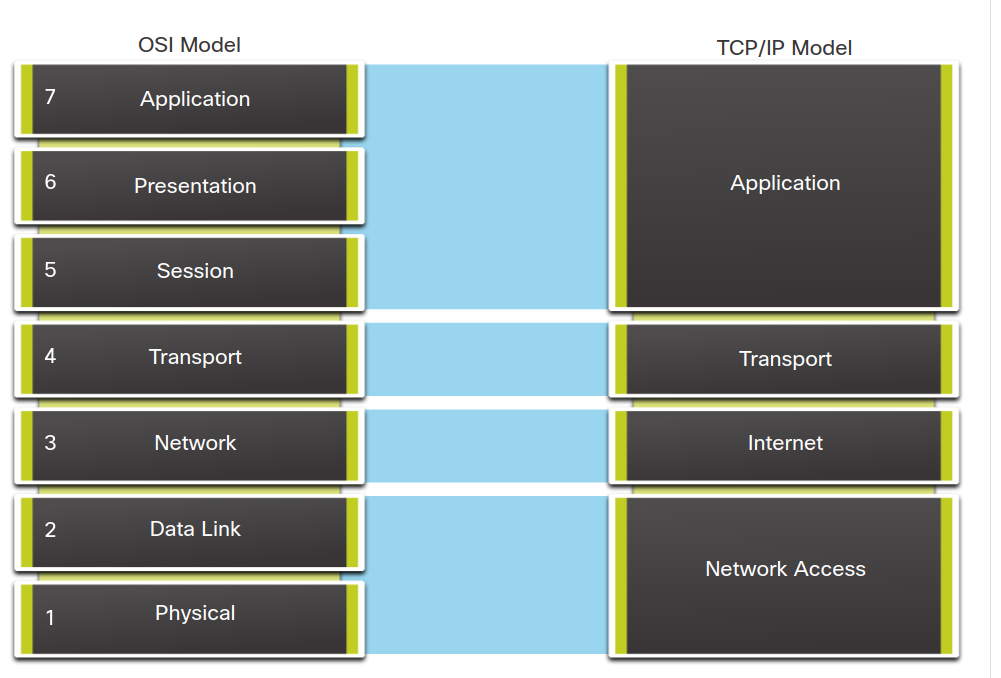 OSI Model
TCP/IP Model
7 Application
6 Presentation
5 Session
4 Transport
3 Network
2 Data Link
1 Physical
Application
Transport
Internet
Network Access